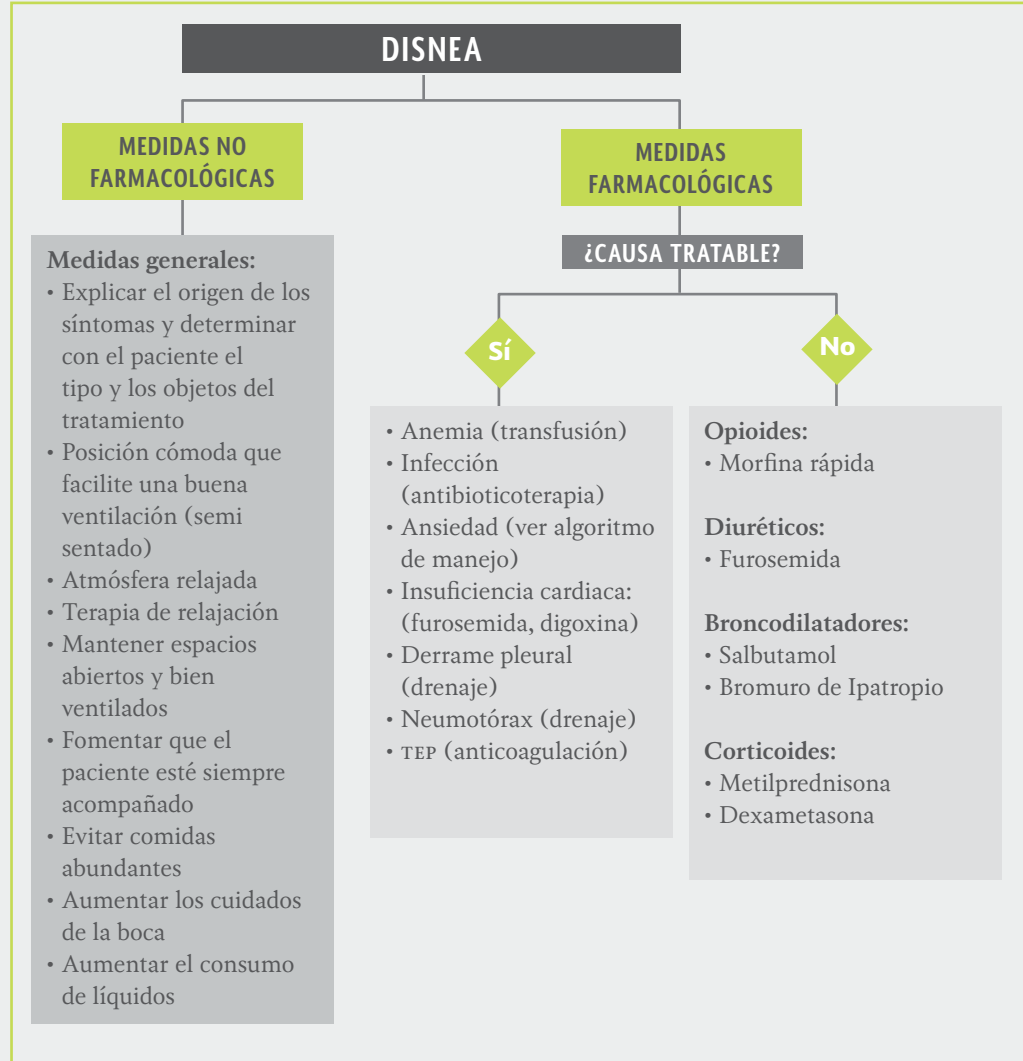 DISNEA
MEDIDAS NO
FARMACOLÓGICAS
Medidas generales:
• Explicar el origen de los
síntomas y determinar
con el paciente el
tipo y los objetos del
tratamiento
• Posición cómoda que
facilite una buena
ventilación (semi
sentado)
• Atmósfera relajada
• Terapia de relajación
• Mantener espacios
abiertos y bien
ventilados
• Fomentar que el
paciente esté siempre
acompañado
• Evitar comidas
abundantes
• Aumentar los cuidados
de la boca
• Aumentar el consumo
de líquidos
MEDIDAS
FARMACOLÓGICAS
¿CAUSA TRATABLE?
Sí
• Anemia (transfusión)
• Infección
(antibioticoterapia)
• Ansiedad (ver algoritmo
de manejo)
• Insuficiencia cardiaca:
(furosemida, digoxina)
• Derrame pleural
(drenaje)
• Neumotórax (drenaje)
• TEP (anticoagulación)
No
Opioides:
• Morfina rápida
Diuréticos:
• Furosemida
Broncodilatadores:
• Salbutamol
• Bromuro de Ipatropio
Corticoides:
• Metilprednisona
• Dexametasona